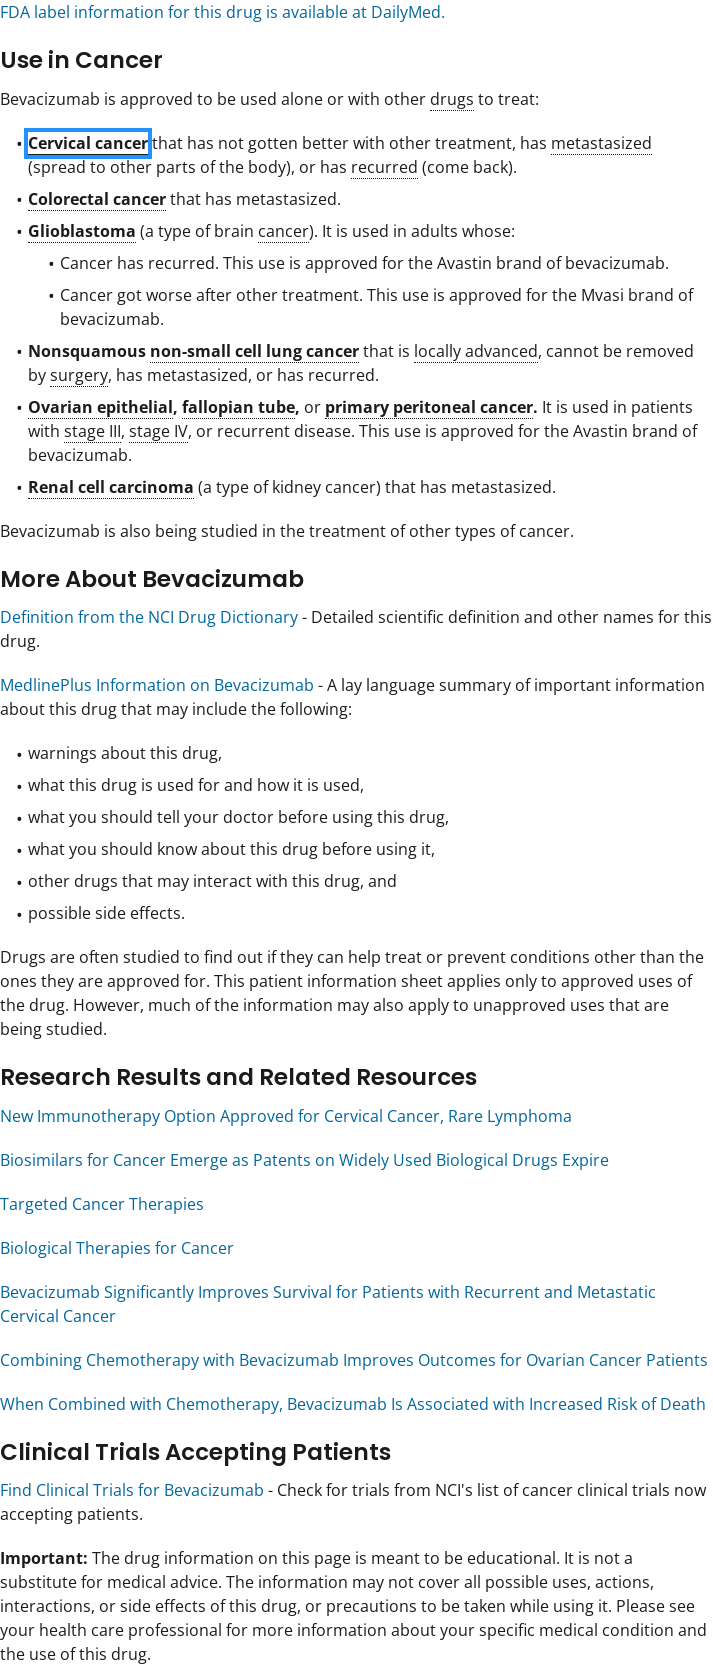 FDA label information for this drug is available at DailyMed.
Use in Cancer
Bevacizumab is approved to be used alone or with other drugs to treat:
• Cervical cancer that has not gotten better with other treatment, has metastasized
(spread to other parts of the body), or has recurred (come back).
• Colorectal cancer that has metastasized.
• Glioblastoma (a type of brain cancer). It is used in adults whose:
• Cancer has recurred. This use is approved for the Avastin brand of bevacizumab.
• Cancer got worse after other treatment. This use is approved for the Mvasi brand of
bevacizumab.
• Nonsquamous non-small cell lung cancer that is locally advanced, cannot be removed
by surgery, has metastasized, or has recurred.
• Ovarian epithelial, fallopian tube, or primary peritoneal cancer. It is used in patients
with stage III, stage IV, or recurrent disease. This use is approved for the Avastin brand of
bevacizumab.
• Renal cell carcinoma (a type of kidney cancer) that has metastasized.
Bevacizumab is also being studied in the treatment of other types of cancer.
More About Bevacizumab
Definition from the NCI Drug Dictionary - Detailed scientific definition and other names for this
drug.
MedlinePlus Information on Bevacizumab - A lay language summary of important information
about this drug that may include the following:
• warnings about this drug,
• what this drug is used for and how it is used,
• what you should tell your doctor before using this drug,
• what you should know about this drug before using it,
• other drugs that may interact with this drug, and
• possible side effects.
Drugs are often studied to find out if they can help treat or prevent conditions other than the
ones they are approved for. This patient information sheet applies only to approved uses of
the drug. However, much of the information may also apply to unapproved uses that are
being studied.
Research Results and Related Resources
New Immunotherapy Option Approved for Cervical Cancer, Rare Lymphoma
Biosimilars for Cancer Emerge as Patents on Widely Used Biological Drugs Expire
Targeted Cancer Therapies
Biological Therapies for Cancer
Bevacizumab Significantly Improves Survival for Patients with Recurrent and Metastatic
Cervical Cancer
Combining Chemotherapy with Bevacizumab Improves Outcomes for Ovarian Cancer Patients
When Combined with Chemotherapy, Bevacizumab Is Associated with Increased Risk of Death
Clinical Trials Accepting Patients
Find Clinical Trials for Bevacizumab - Check for trials from NCI's list of cancer clinical trials now
accepting patients.
Important: The drug information on this page is meant to be educational. It is not a
substitute for medical advice. The information may not cover all possible uses, actions,
interactions, or side effects of this drug, or precautions to be taken while using it. Please see
your health care professional for more information about your specific medical condition and
the use of this drug.